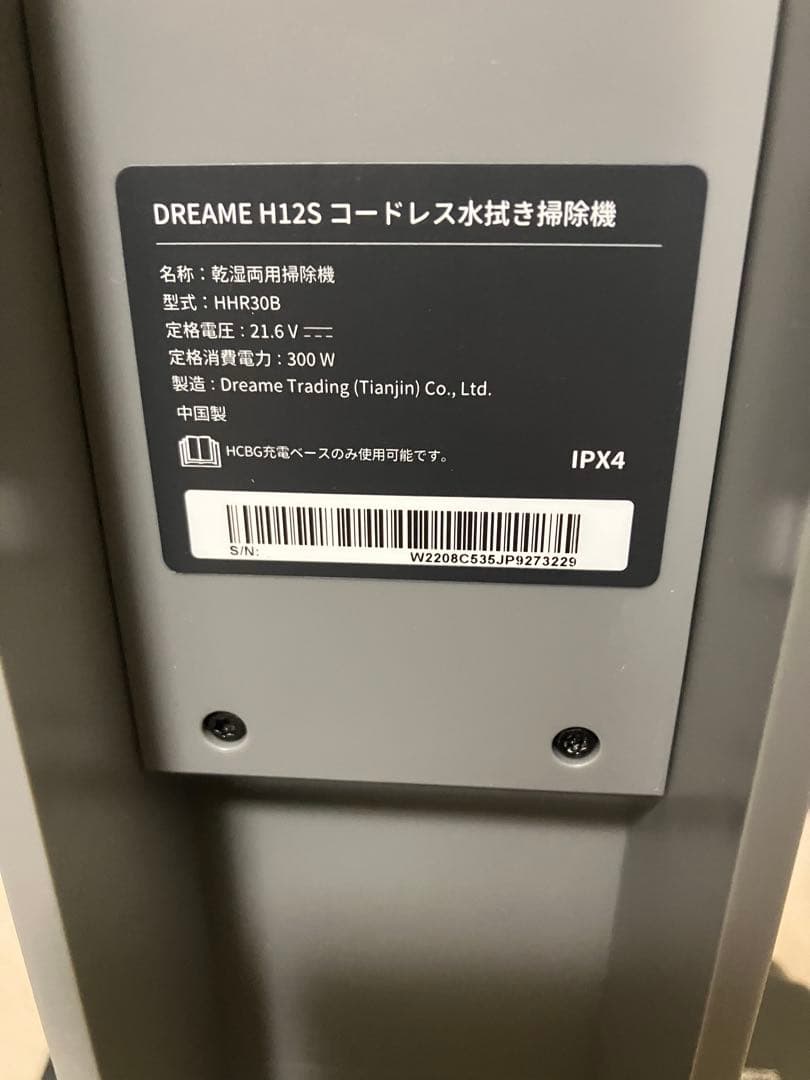 DREAME H12S コードレス水拭き掃除機
名称：乾湿両用掃除機
型式：HHR30B
定格電圧：21.6 V
定格消費電力：300 W
製造：Dreame Trading (Tianjin) Co., Ltd.
中国製
HCBG充電ベースのみ使用可能です。
IPX4
S/N: W2208C535JP9273229